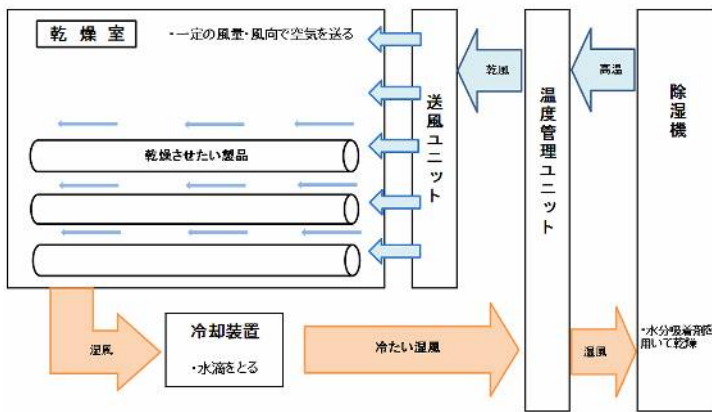 乾燥室
・一定の風量・風向で空気を送る
乾燥させたい製品
送風ユニット
乾風
温度管理ユニット
高温
除湿機
湿風
冷却装置
・水滴をとる
冷たい湿風
温風
・水分吸着剤を
用いて乾燥